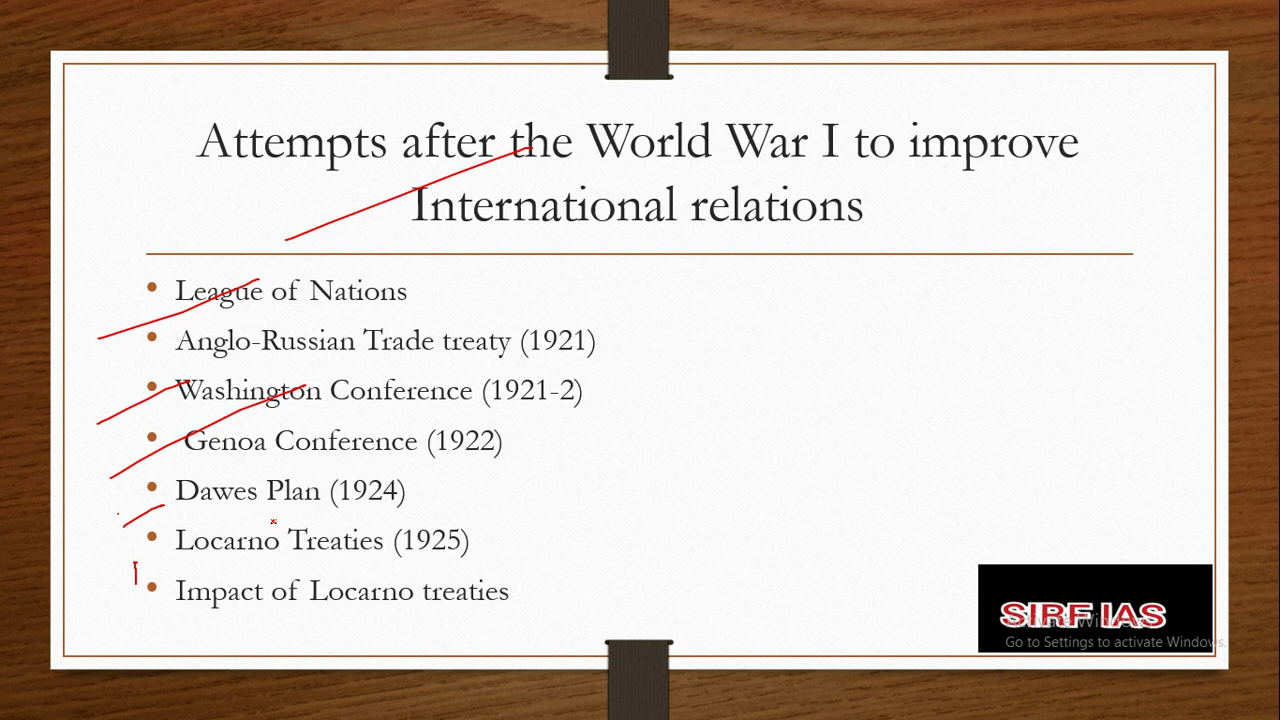 Attempts after the World War I to improve
International relations
• League of Nations
• Anglo-Russian Trade treaty (1921)
• Washington Conference (1921-2)
• Genoa Conference (1922)
• Dawes Plan (1924)
• Locarno Treaties (1925)
• Impact of Locarno treaties
SIRF IAS
Activate Windows
Go to Settings to activate Windows.